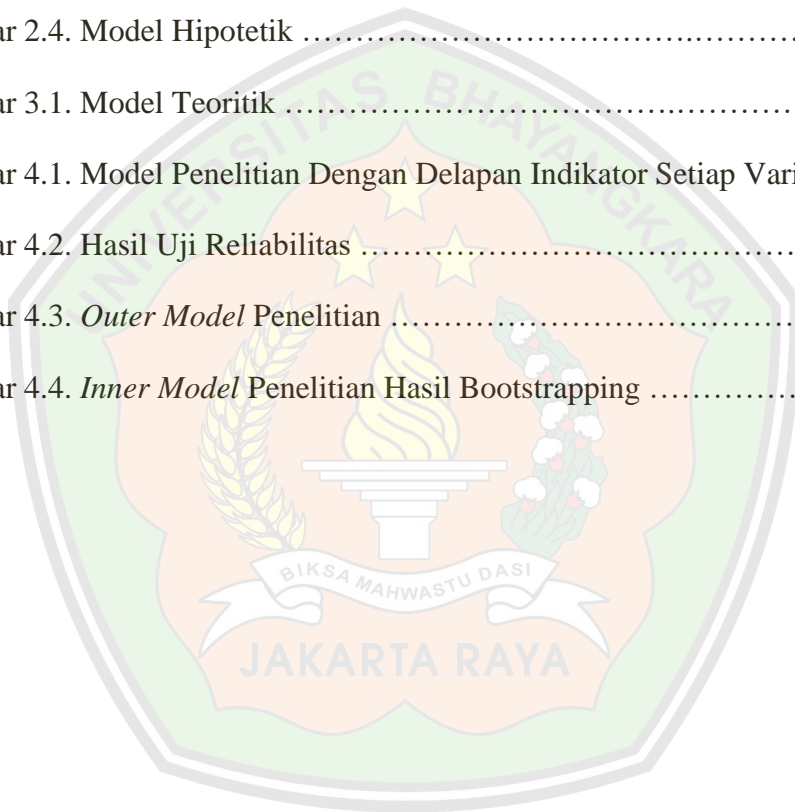 ar 2.4. Model Hipotetik ………………………………….…………
ar 3.1. Model Teoritik ………………………………….…………
ar 4.1. Model Penelitian Dengan Delapan Indikator Setiap Vari
ar 4.2. Hasil Uji Reliabilitas ……………………………………
ar 4.3. Outer Model Penelitian …………………………………
ar 4.4. Inner Model Penelitian Hasil Bootstrapping ……………
UNIVERSITAS BHAYANGKARA
BIKSA MAHWASTU DASI
JAKARTA RAYA